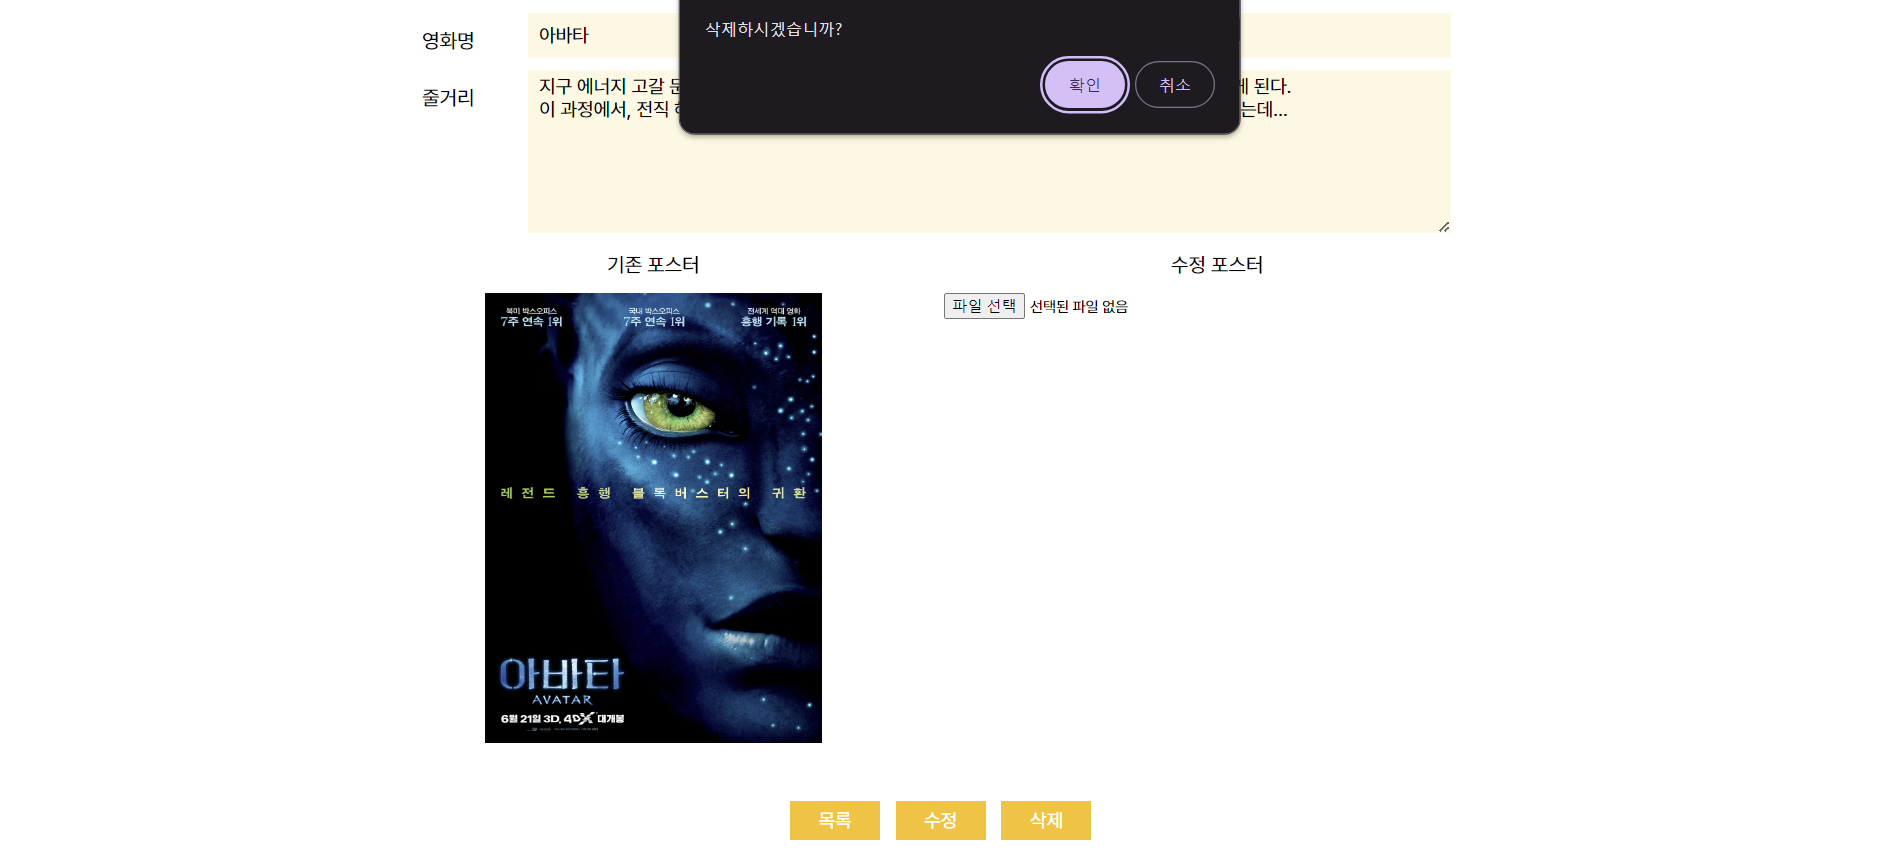 삭제하시겠습니까?
확인
취소
영화명
아바타
줄거리
지구 에너지 고갈 된다.
이 과정에서, 전직 는데...
기존 포스터
수정 포스터
파일 선택 선택된 파일 없음
북미 박스오피스
7주 연속 1위
국내 박스오피스
7주 연속 1위
전세계 역대 영화
흥행 기록 1위
레전드 흥행 블록버스터의 귀환
아바타
AVATAR
6월 21일 3D, 4DX 대개봉
목록
수정
삭제